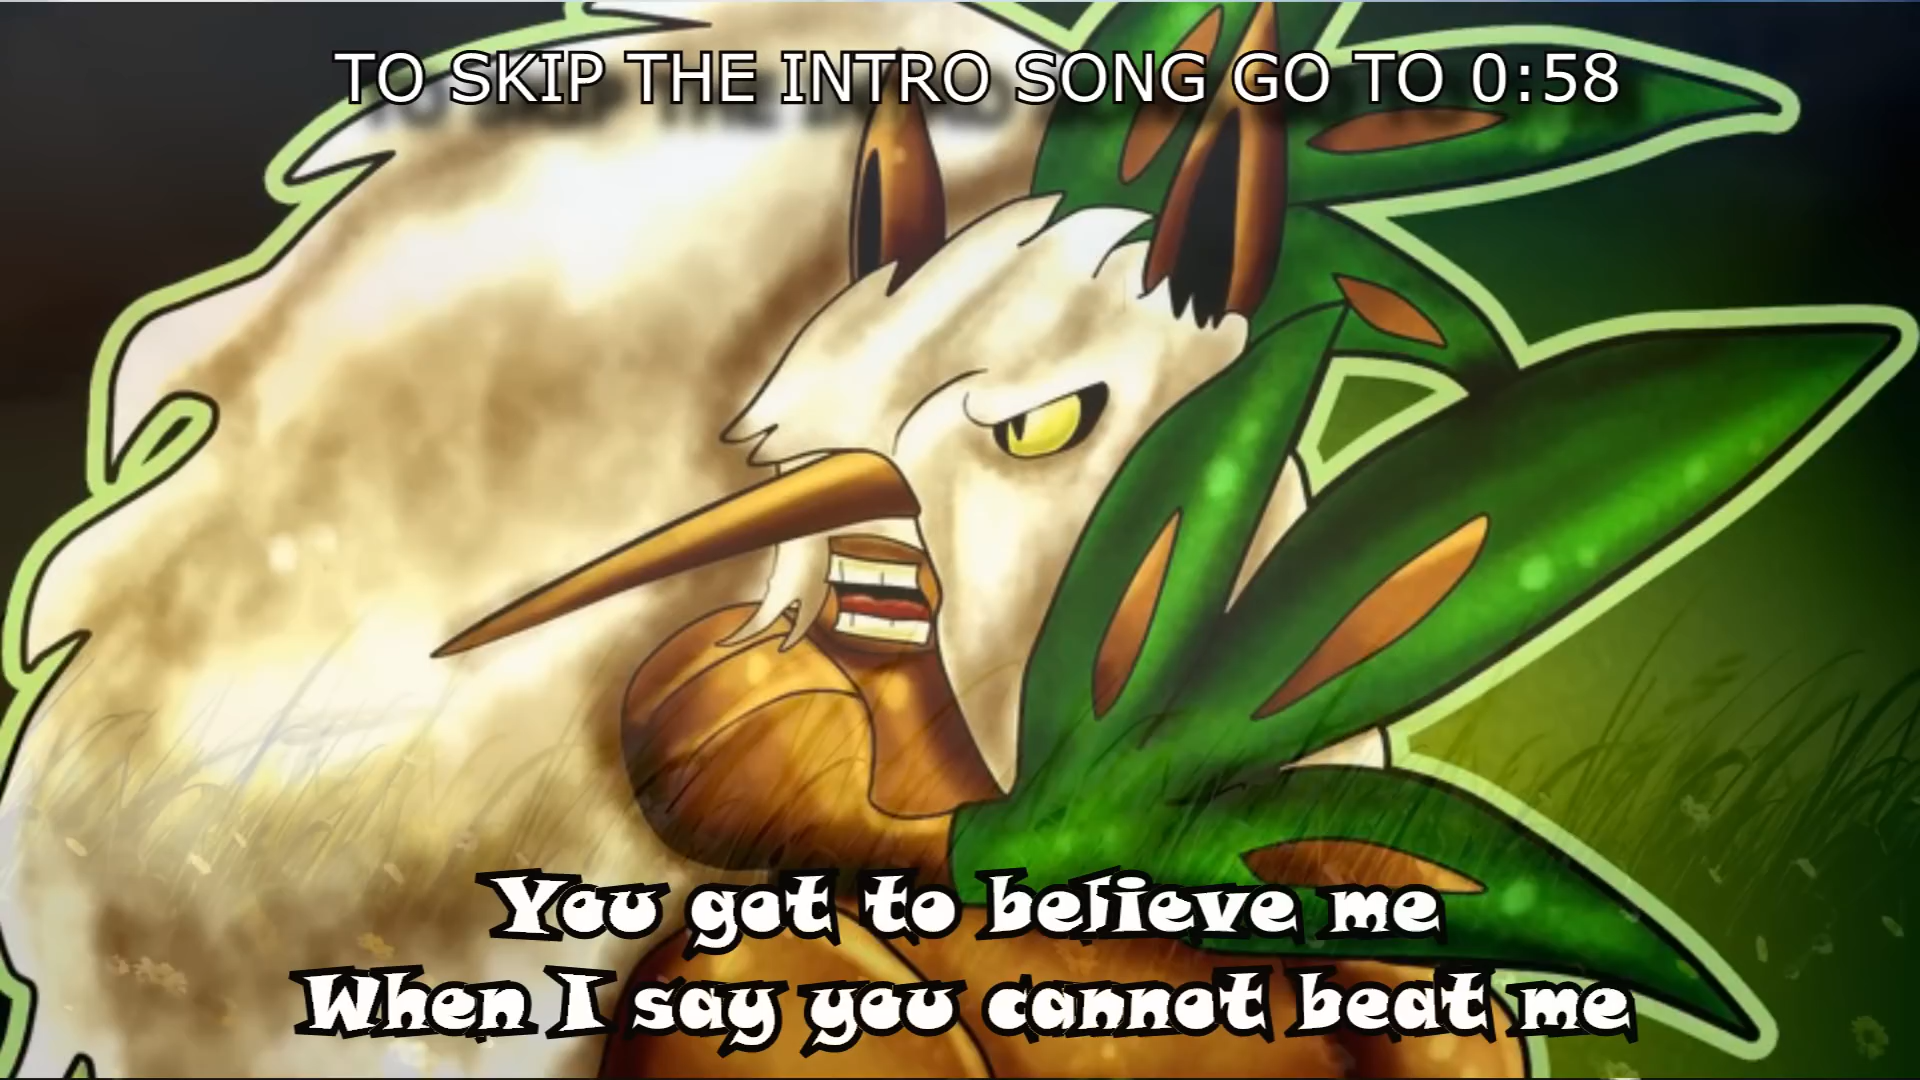 TO SKIP THE INTRO SONG GO TO 0:58
You got to believe me
When I say you cannot beat me